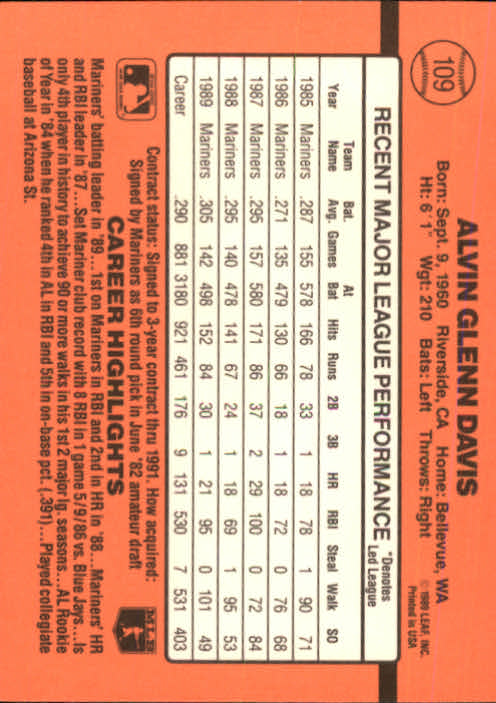 109
ALVIN GLENN DAVIS
Born: Sept. 9, 1960 Riverside, CA Home: Bellevue, WA
Ht: 6' 1" Wgt: 210 Bats: Left Throws: Right
© 1989 LEAF, INC.
Printed in USA
RECENT MAJOR LEAGUE PERFORMANCE
*Denotes
Led League
Year Team Name Bat. Avg. Games At Bat Hits Runs 2B 3B HR RBI Steal Walk SO
1985 Mariners .287 155 578 166 78 33 1 18 78 1 90 71
1986 Mariners .271 135 479 130 66 18 1 18 72 0 76 68
1987 Mariners .295 157 580 171 86 37 2 29 100 0 72 84
1988 Mariners .295 140 478 141 67 24 1 18 69 1 95 53
1989 Mariners .305 142 498 152 84 30 1 21 95 0 101 49
Career .290 881 3180 921 461 176 9 131 530 7 531 403
Contract status: Signed to 3-year contract thru 1991. How acquired:
Signed by Mariners as 6th round pick in June '82 amateur draft
MLB
CAREER HIGHLIGHTS
Mariners' batting leader in '89...1st on Mariners in RBI and 2nd in HR in '88....Mariners' HR
and RBI leader in '87...Set Mariner club record with 8 RBI in 1 game 5/9/86 vs. Blue Jays....Is
only 4th player in history to achieve 90 or more walks in his 1st 2 major lg. seasons....AL Rookie
of Year in '84 when he ranked 4th in AL in RBI and 5th in on-base pct. (.391)....Played collegiate
baseball at Arizona St.